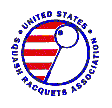 UNITED STATES
SQUASH RACQUETS ASSOCIATION